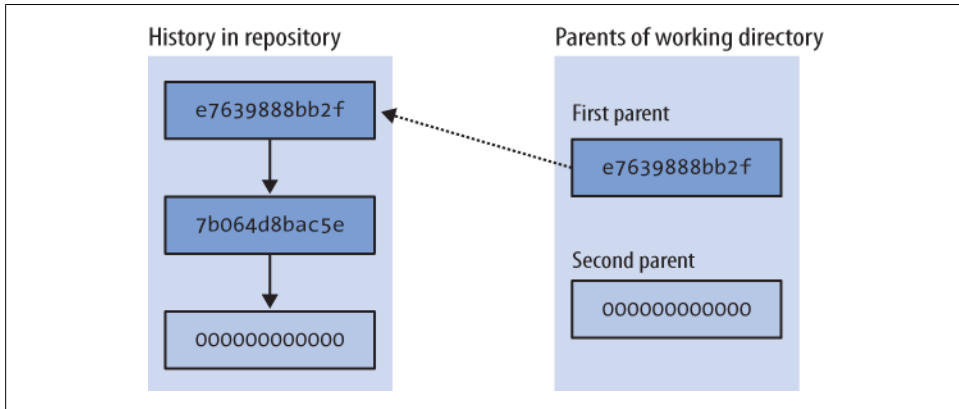 History in repository
e7639888bb2f
7b064d8bac5e
000000000000
Parents of working directory
First parent
e7639888bb2f
Second parent
000000000000